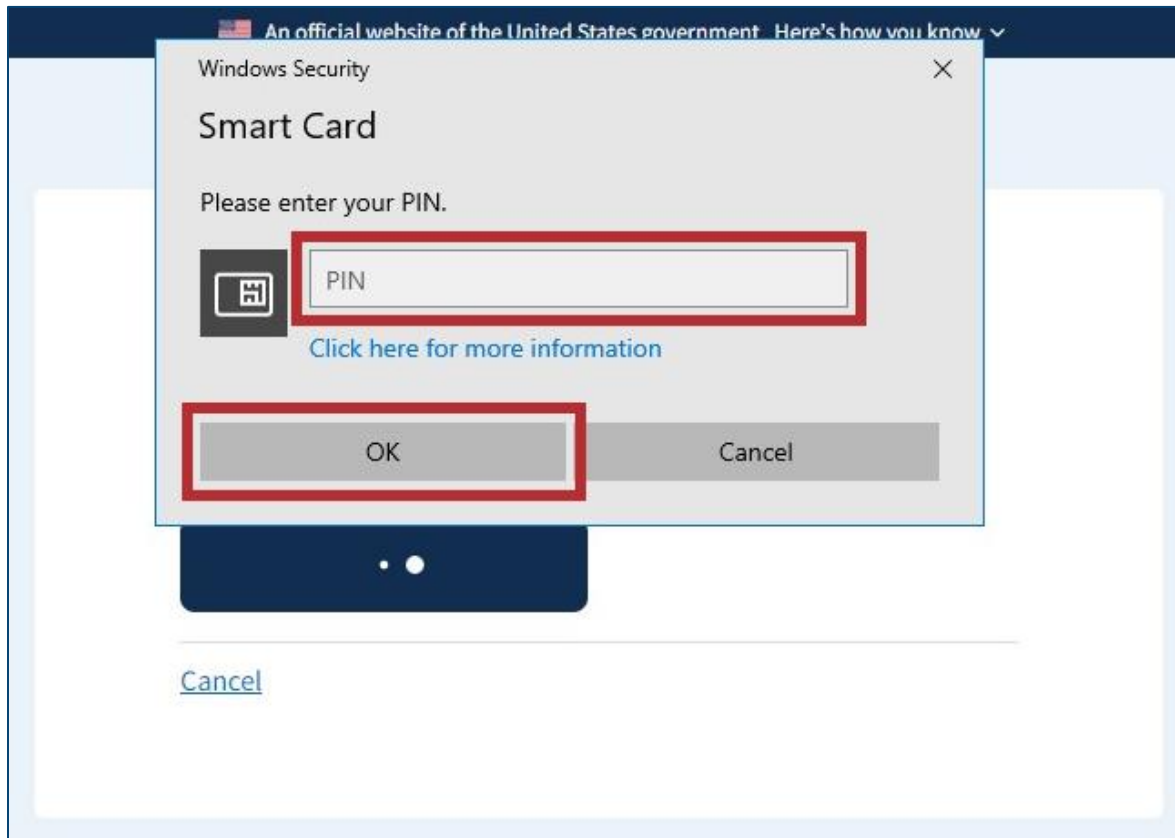 An official website of the United States government Here's how you know
Windows Security
Smart Card
Please enter your PIN.
PIN
Click here for more information
OK Cancel
Cancel